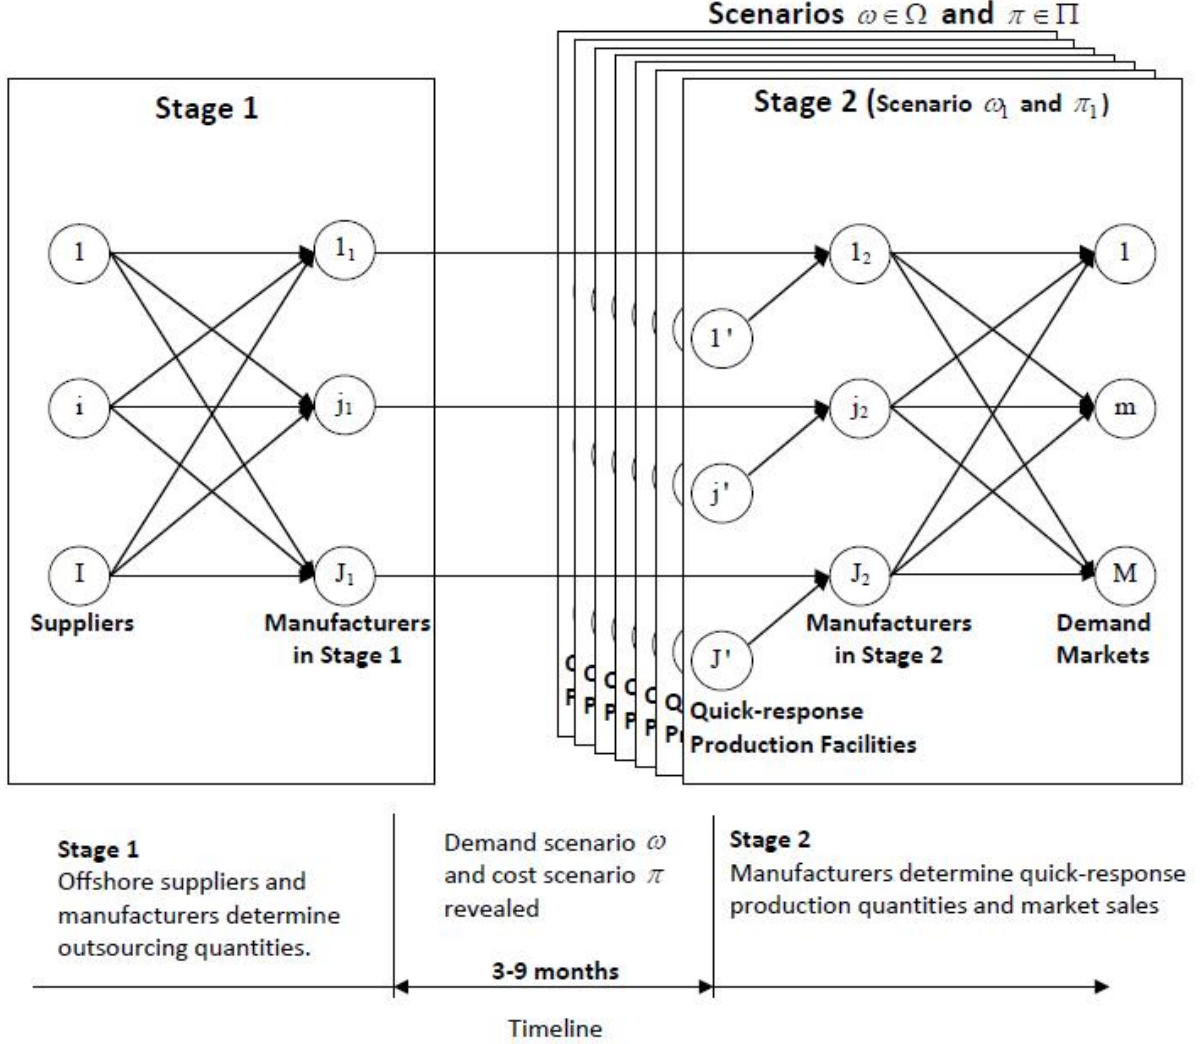 Scenarios ω∈Ω and π∈Π
Stage 1
Stage 2 (Scenario ω₁ and π₁)
1
1₁
1₂
1
1'
i
j₁
j₂
m
j'
I
J₁
J₂
M
J'
Suppliers
Manufacturers
in Stage 1
Manufacturers
in Stage 2
Demand
Markets
Quick-response
Production Facilities
Stage 1
Offshore suppliers and
manufacturers determine
outsourcing quantities.
Demand scenario ω
and cost scenario π
revealed
Stage 2
Manufacturers determine quick-response
production quantities and market sales
3-9 months
Timeline